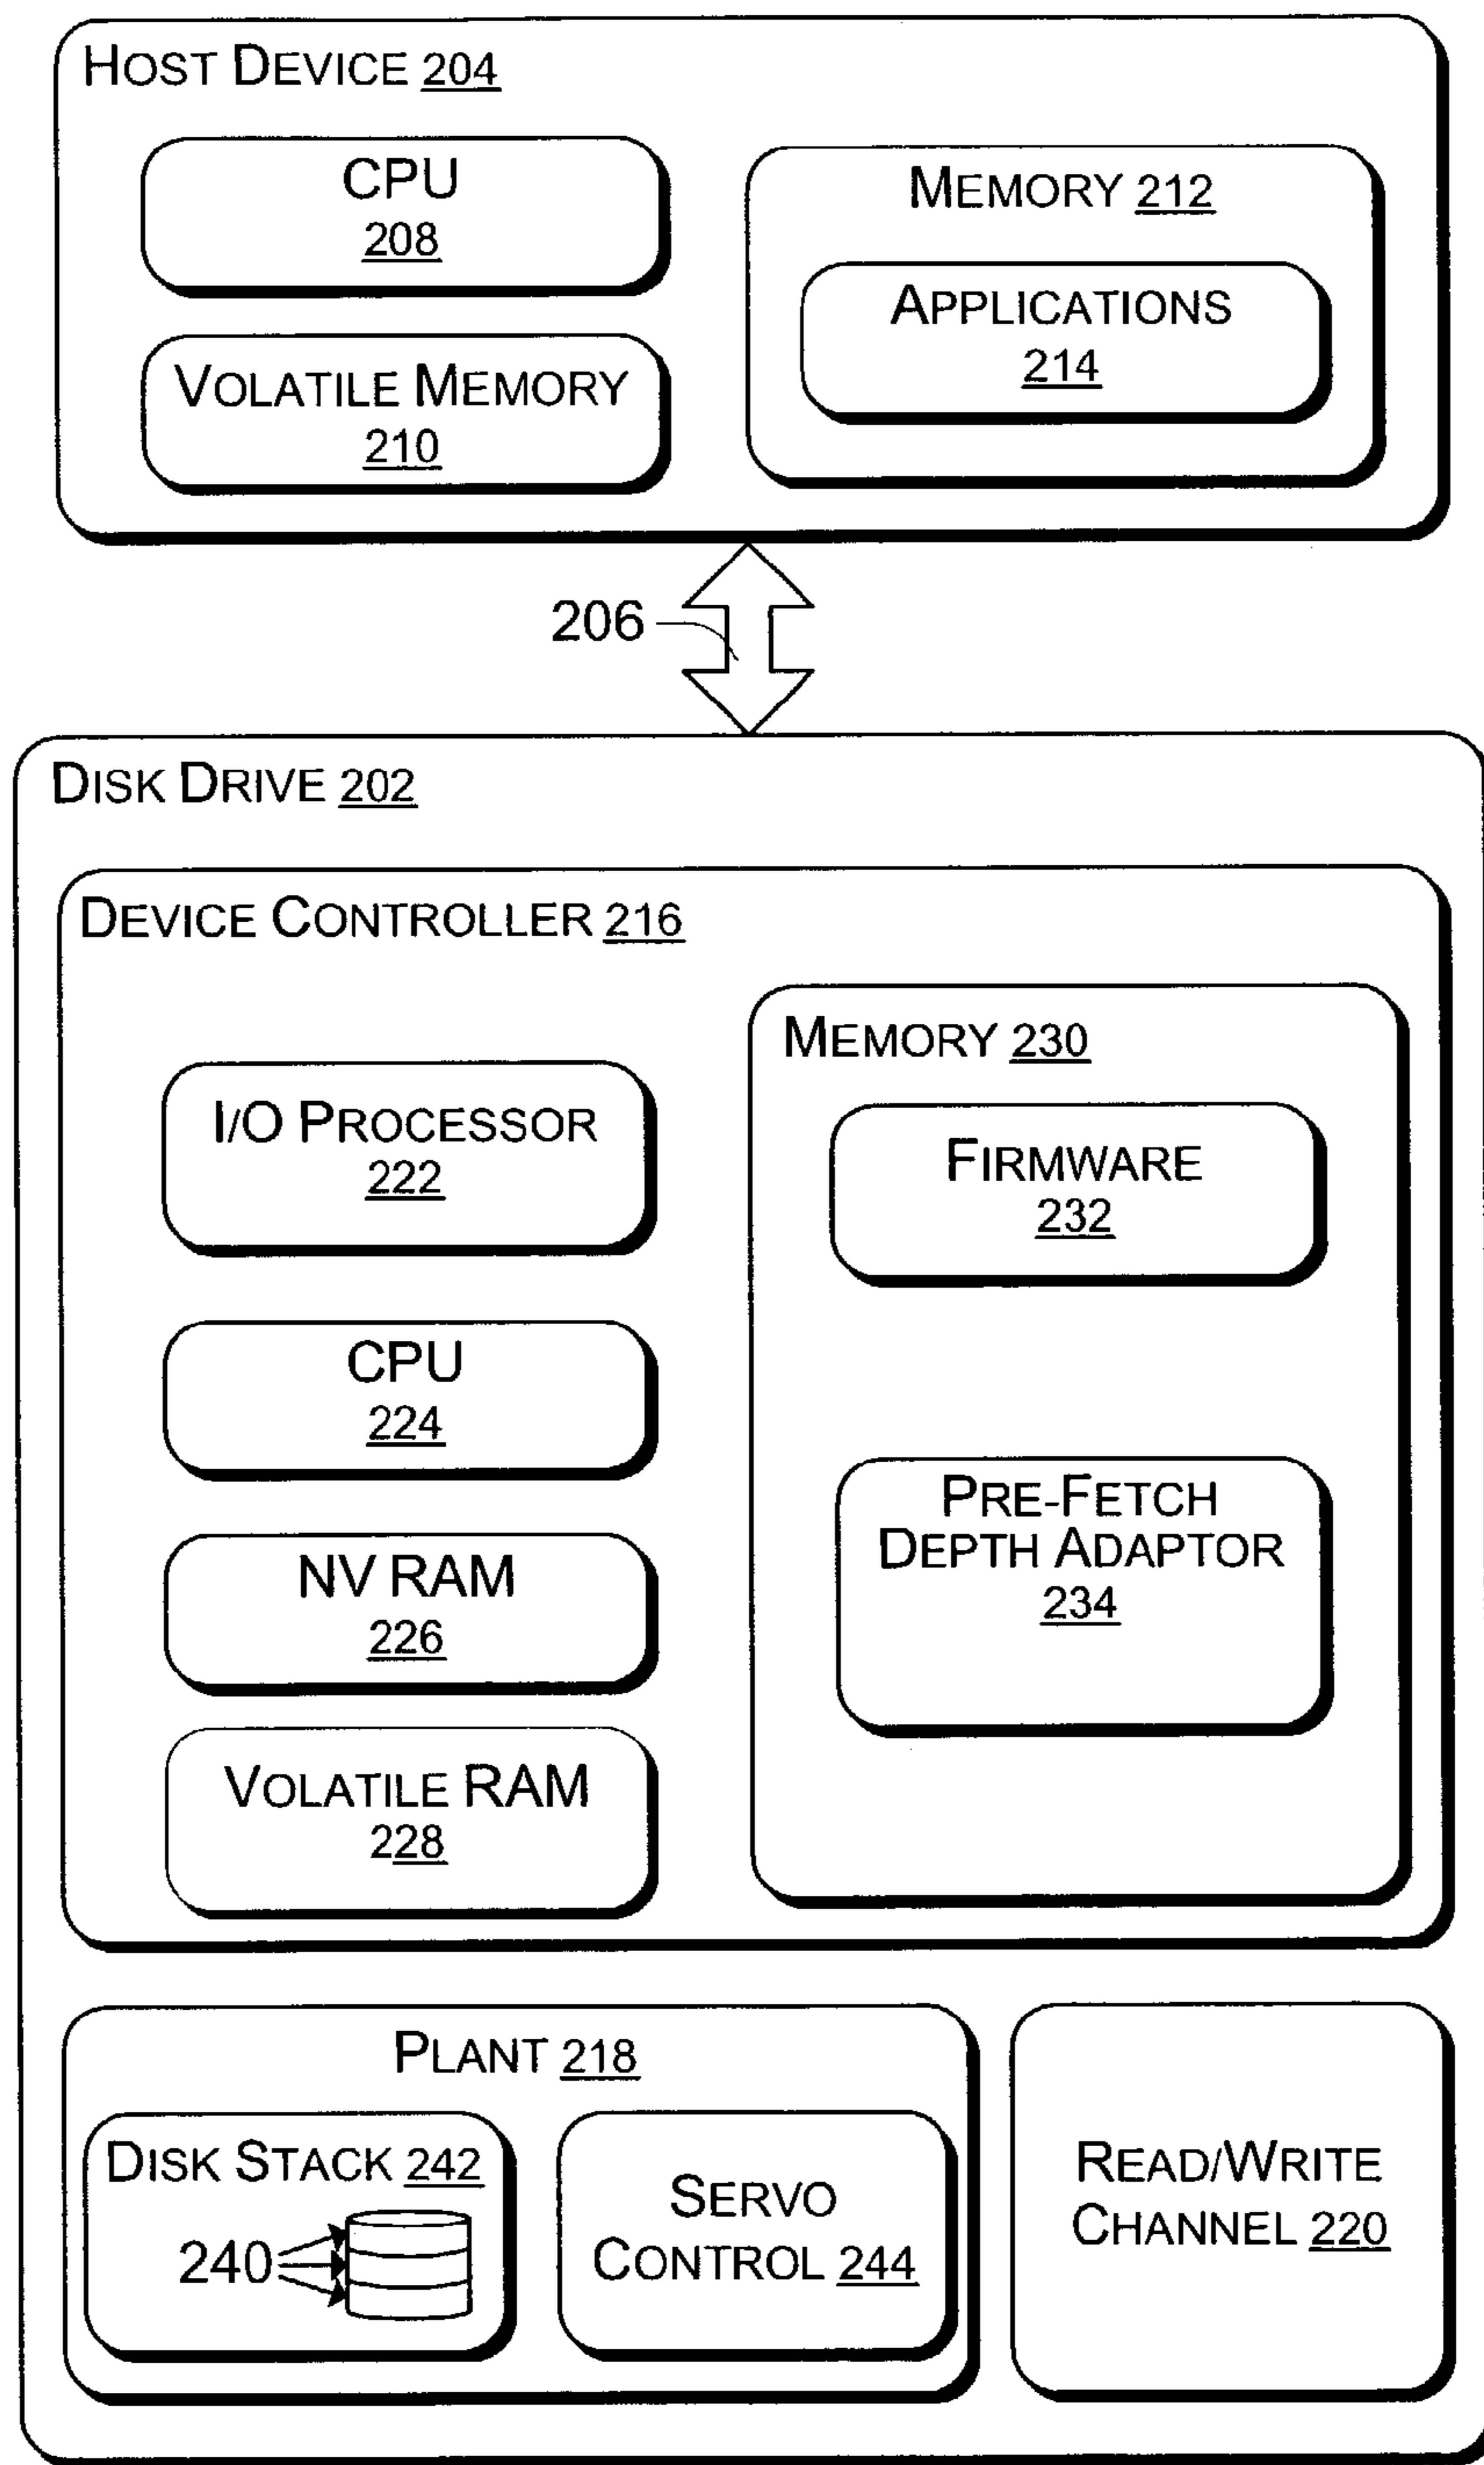 HOST DEVICE 204
CPU
208
VOLATILE MEMORY
210
MEMORY 212
APPLICATIONS
214
206
DISK DRIVE 202
DEVICE CONTROLLER 216
I/O PROCESSOR
222
CPU
224
NV RAM
226
VOLATILE RAM
228
MEMORY 230
FIRMWARE
232
PRE-FETCH
DEPTH ADAPTOR
234
PLANT 218
DISK STACK 242
240
SERVO
CONTROL 244
READ/WRITE
CHANNEL 220